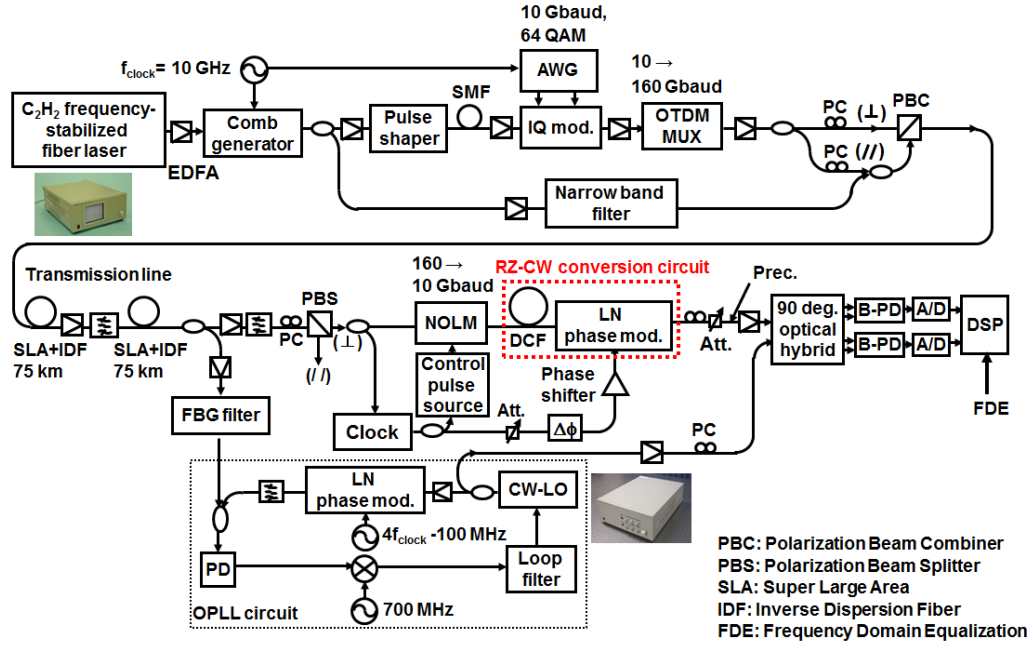 10 Gbaud,
64 QAM
fclock= 10 GHz
AWG
10 →
160 Gbaud
SMF
C2H2 frequency-
stabilized
fiber laser
EDFA
Comb
generator
Pulse
shaper
IQ mod.
OTDM
MUX
PC
(⊥)
PBC
PC
(//)
Narrow band
filter
Transmission line
SLA+IDF
75 km
SLA+IDF
75 km
PC
PBS
(⊥)
(//)
160→
10 Gbaud
NOLM
RZ-CW conversion circuit
DCF
LN
phase mod.
Prec.
Att.
90 deg.
optical
hybrid
B-PD
A/D
B-PD
A/D
DSP
FDE
FBG filter
Control
pulse
source
Clock
Att.
Δϕ
Phase
shifter
PC
LN
phase mod.
CW-LO
4fclock -100 MHz
PD
Loop
filter
700 MHz
OPLL circuit
PBC: Polarization Beam Combiner
PBS: Polarization Beam Splitter
SLA: Super Large Area
IDF: Inverse Dispersion Fiber
FDE: Frequency Domain Equalization